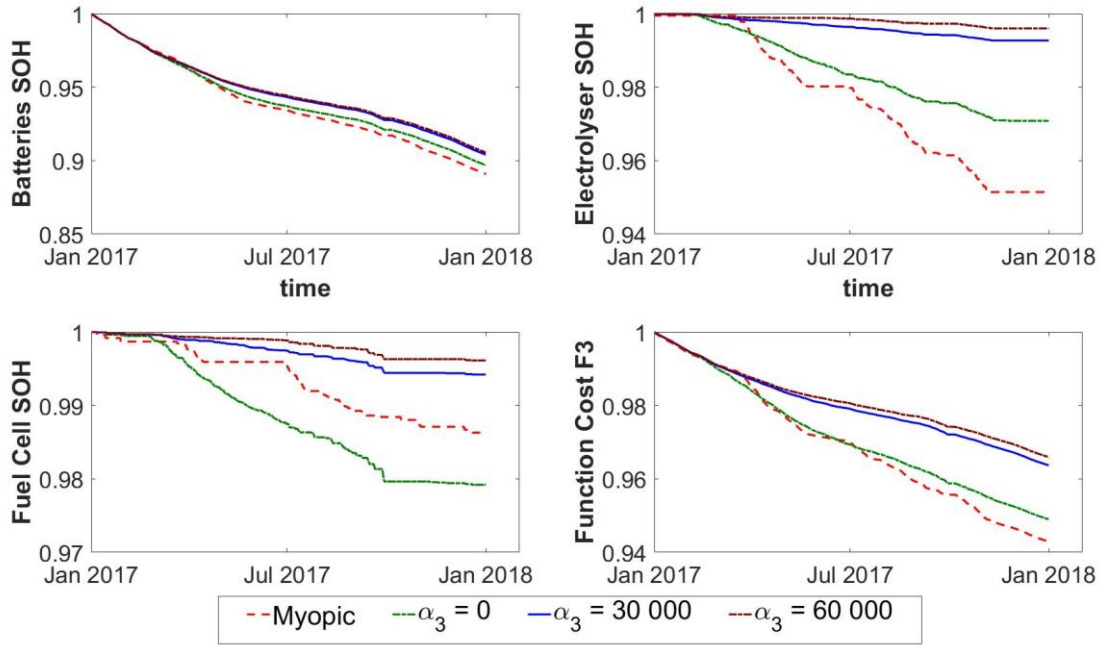 Batteries SOH
1
0.95
0.9
0.85
Jan 2017 Jul 2017 Jan 2018
time
Electrolyser SOH
1
0.98
0.96
0.94
Jan 2017 Jul 2017 Jan 2018
time
Fuel Cell SOH
1
0.99
0.98
0.97
Jan 2017 Jul 2017 Jan 2018
Function Cost F3
1
0.98
0.96
0.94
Jan 2017 Jul 2017 Jan 2018
Myopic α₃ = 0 α₃ = 30 000 α₃ = 60 000